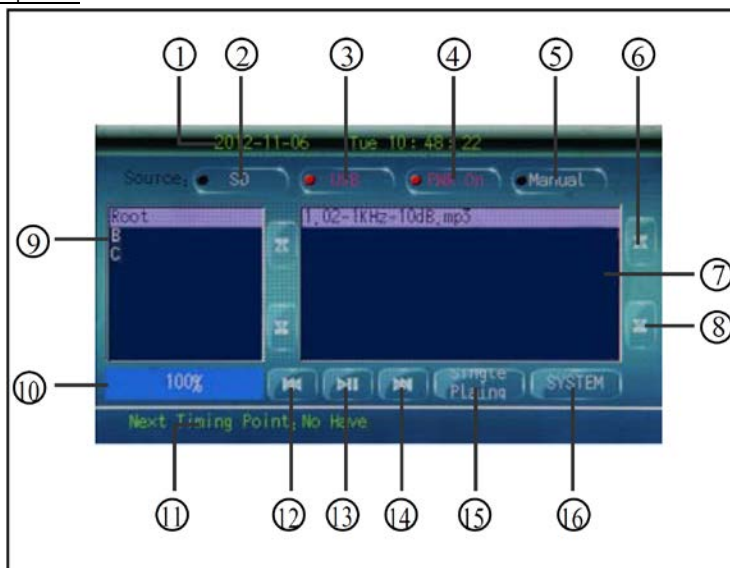 ① ② ③ ④ ⑤ ⑥
2012-11-06 Tue 10:48:22
Source: SD USB PWR On Manual
Root
B
C
1,02-1KHz-10dB,mp3
⑨ ⑦
⑧
⑩ 100% Single Plaing SYSTEM
Next Timing Point:No Have
⑪ ⑫ ⑬ ⑭ ⑮ ⑯